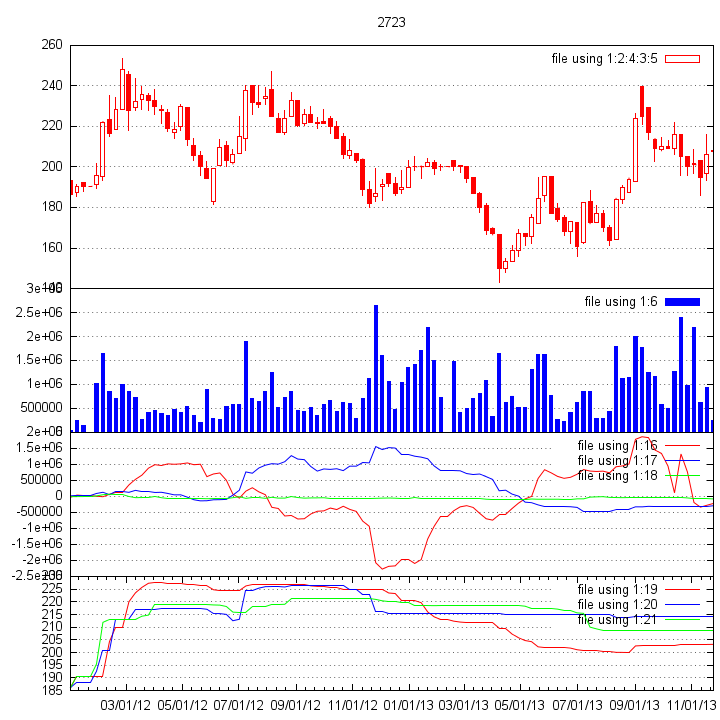 2723
260
file using 1:2:4:3:5
240
220
200
180
160
3e+06
file using 1:6
2.5e+06
2e+06
1.5e+06
1e+06
500000
file using 1:16
1.5e+06
file using 1:17
1e+06
file using 1:18
500000
0
-500000
-1e+06
-1.5e+06
-2e+06
-2.5e+06
225
file using 1:19
220
file using 1:20
215
file using 1:21
210
205
200
195
190
185
03/01/12 05/01/12 07/01/12 09/01/12 11/01/12 01/01/13 03/01/13 05/01/13 07/01/13 09/01/13 11/01/13